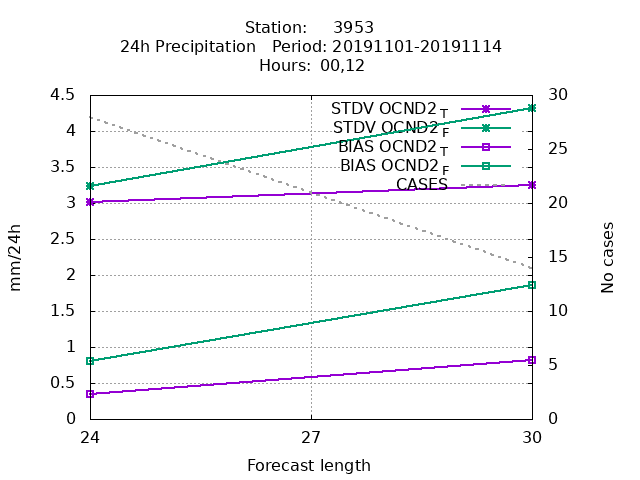 Station: 3953
24h Precipitation Period: 20191101-20191114
Hours: 00,12
4.5
4
3.5
3
2.5
2
1.5
1
0.5
0
30
25
20
15
10
5
0
STDV OCND2_T
STDV OCND2_F
BIAS OCND2_T
BIAS OCND2_F
CASES
mm/24h
No cases
24 27 30
Forecast length